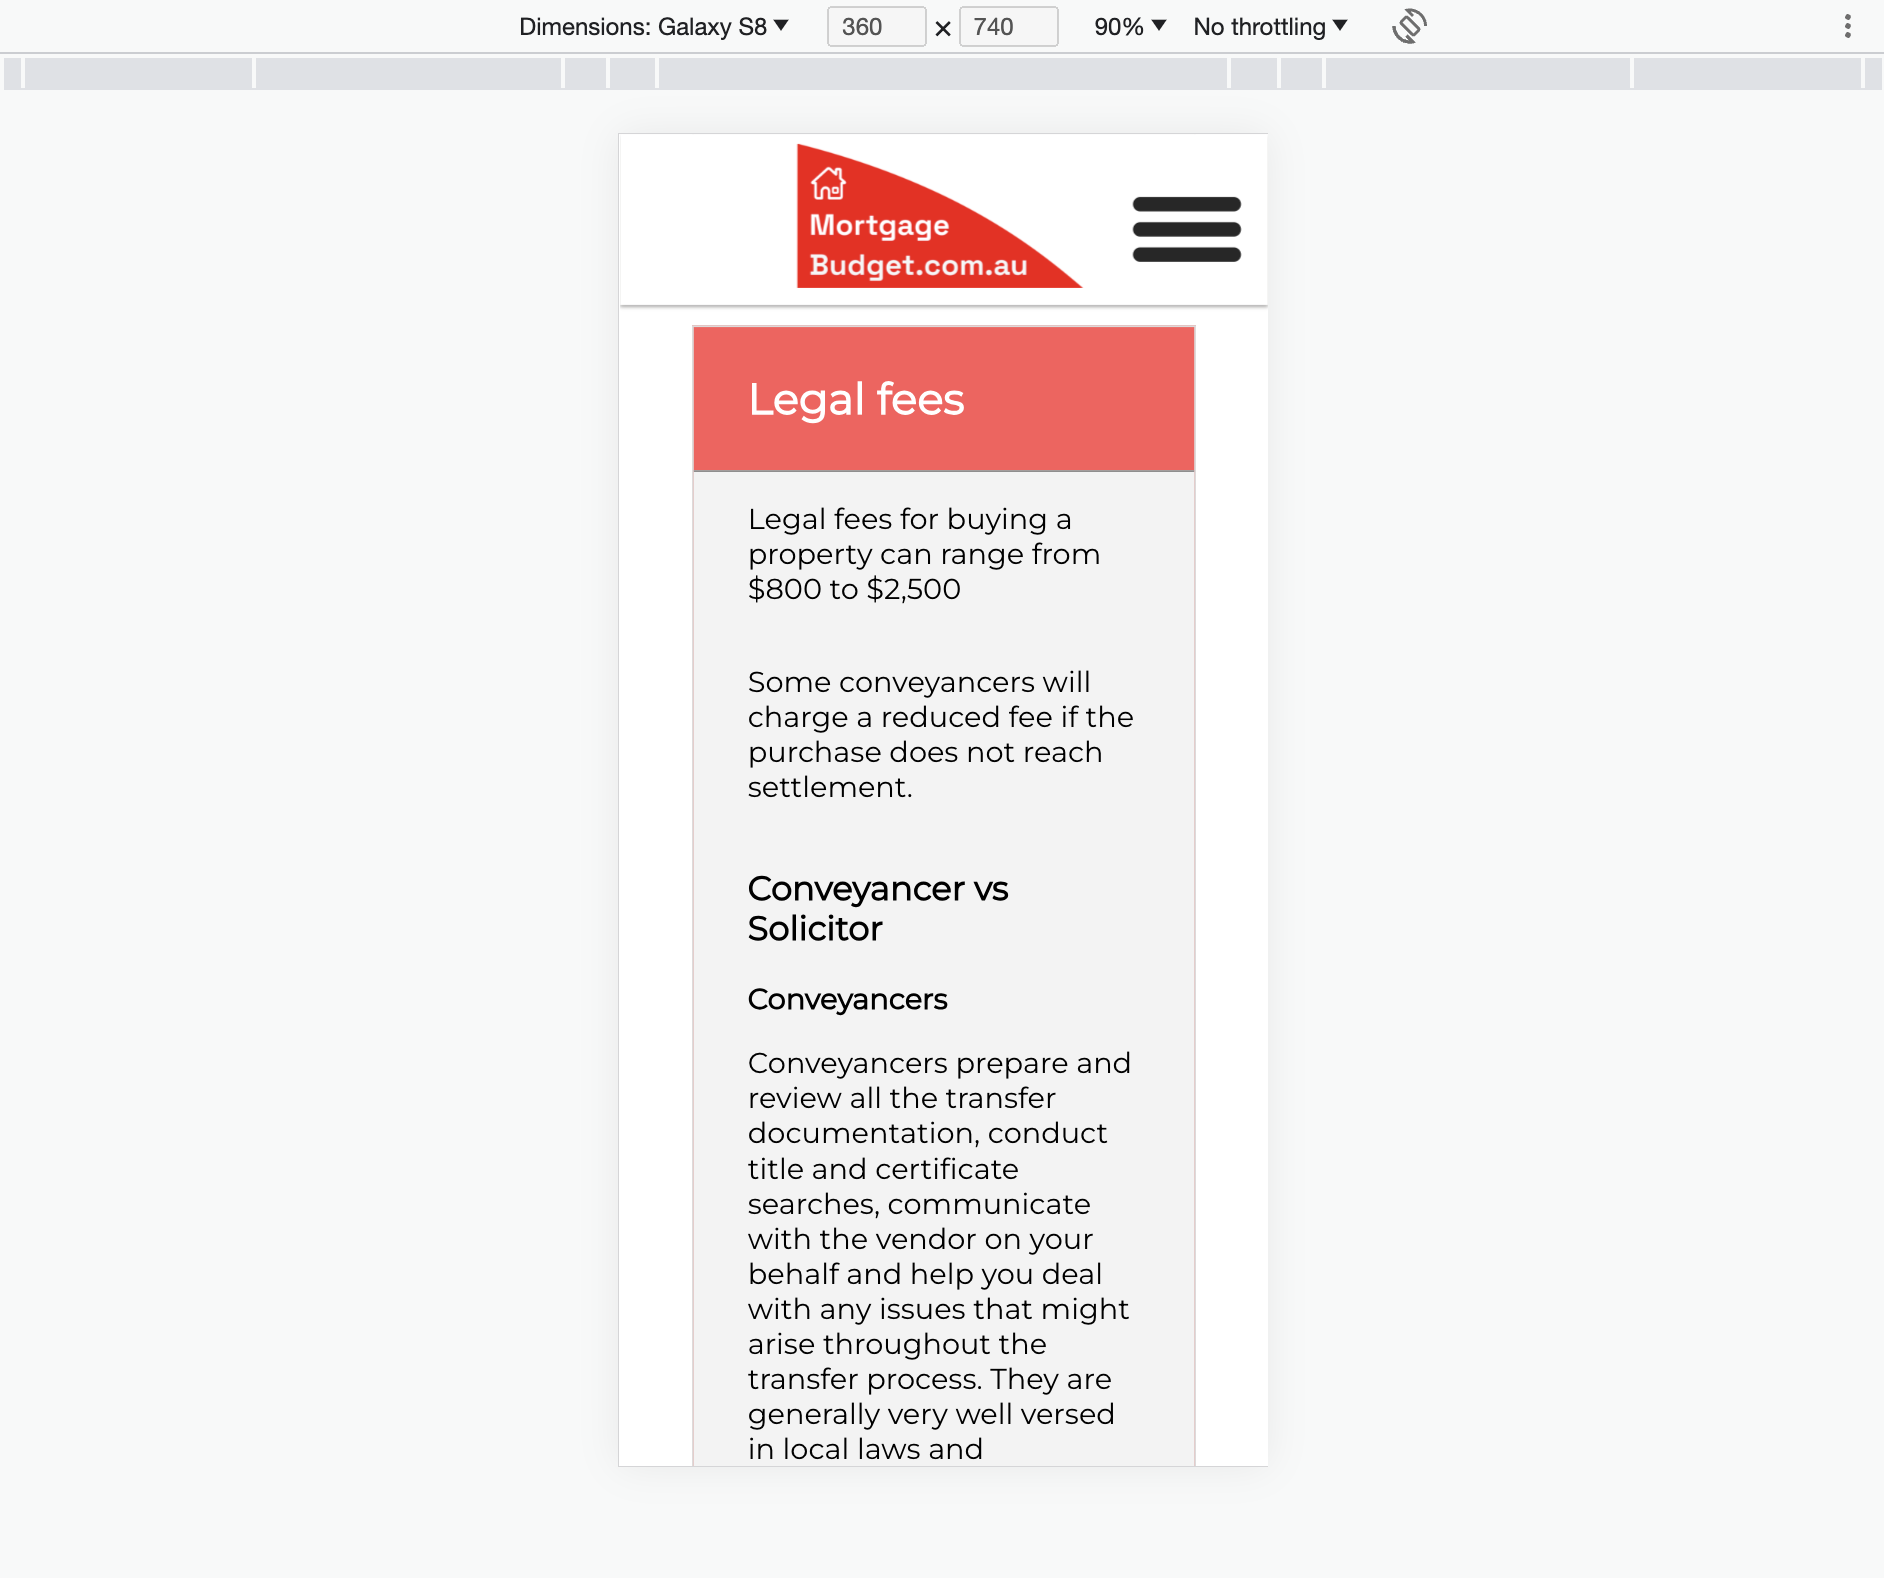 Dimensions: Galaxy S8 360 × 740 90% No throttling
Mortgage
Budget.com.au
Legal fees
Legal fees for buying a
property can range from
$800 to $2,500
Some conveyancers will
charge a reduced fee if the
purchase does not reach
settlement.
Conveyancer vs
Solicitor
Conveyancers
Conveyancers prepare and
review all the transfer
documentation, conduct
title and certificate
searches, communicate
with the vendor on your
behalf and help you deal
with any issues that might
arise throughout the
transfer process. They are
generally very well versed
in local laws and